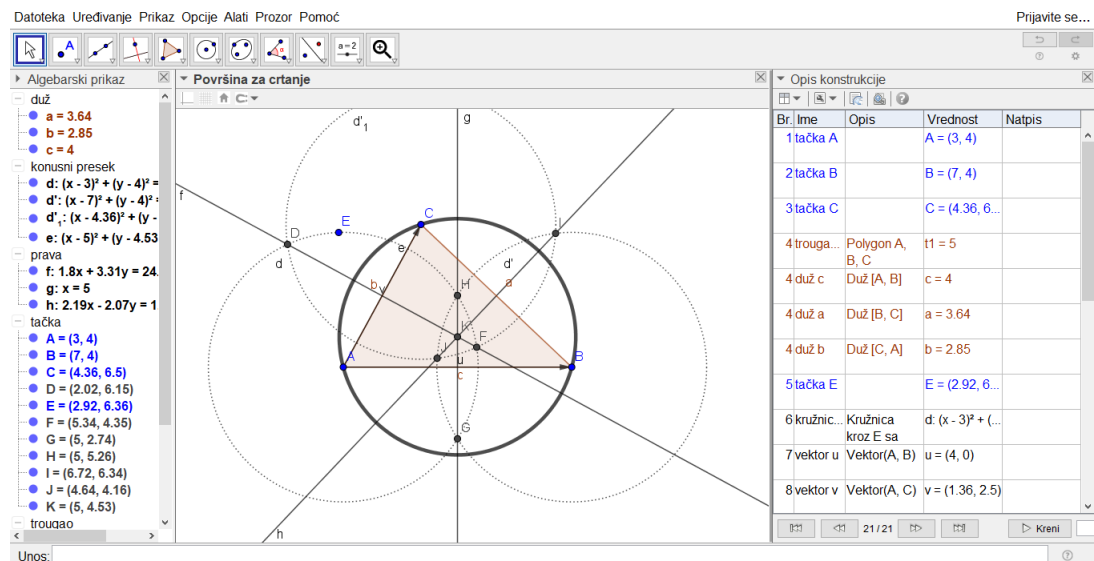 Datoteka Uređivanje Prikaz Opcije Alati Prozor Pomoć
Prijavite se...
A
α
a = 2
Algebarski prikaz
duž
a = 3.64
b = 2.85
c = 4
konusni presek
d: (x - 3)² + (y - 4)² =
d': (x - 7)² + (y - 4)² =
d'₁: (x - 4.36)² + (y -
e: (x - 5)² + (y - 4.53
prava
f: 1.8x + 3.31y = 24.
g: x = 5
h: 2.19x - 2.07y = 1
tačka
A = (3, 4)
B = (7, 4)
C = (4.36, 6.5)
D = (2.02, 6.15)
E = (2.92, 6.36)
F = (5.34, 4.35)
G = (5, 2.74)
H = (5, 5.26)
I = (6.72, 6.34)
J = (4.64, 4.16)
K = (5, 4.53)
trougao
Površina za crtanje
d'₁
g
f
E
C
D
I
e
d
d'
b
v
a
H
K
F
J
A
u
B
c
G
h
Opis konstrukcije
Br. Ime Opis Vrednost Natpis
1 tačka A A = (3, 4)
2 tačka B B = (7, 4)
3 tačka C C = (4.36, 6...
4 trouga... Polygon A, t1 = 5
B, C
4 duž c Duž [A, B] c = 4
4 duž a Duž [B, C] a = 3.64
4 duž b Duž [C, A] b = 2.85
5 tačka E E = (2.92, 6...
6 kružnic... Kružnica d: (x - 3)² + (...
kroz E sa
7 vektor u Vektor(A, B) u = (4, 0)
8 vektor v Vektor(A, C) v = (1.36, 2.5)
21 / 21
Kreni
Unos: